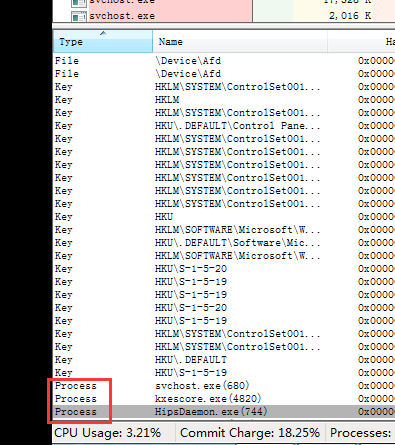 svchost.exe 17,328 K
svchost.exe 2,016 K
Type Name Ha
File \Device\Afd 0x0000
File \Device\Afd 0x0000
Key HKLM\SYSTEM\ControlSet001... 0x0000
Key HKLM 0x0000
Key HKLM\SYSTEM\ControlSet001... 0x0000
Key HKU\.DEFAULT\Control Pane... 0x0000
Key HKLM\SYSTEM\ControlSet001... 0x0000
Key HKLM\SYSTEM\ControlSet001... 0x0000
Key HKLM\SYSTEM\ControlSet001... 0x0000
Key HKLM\SYSTEM\ControlSet001... 0x0000
Key HKLM\SYSTEM\ControlSet001... 0x0000
Key HKLM\SYSTEM\ControlSet001... 0x0000
Key HKU 0x0000
Key HKLM\SOFTWARE\Microsoft\W... 0x0000
Key HKU\.DEFAULT\Software\Mic... 0x0000
Key HKLM\SOFTWARE\Microsoft\W... 0x0000
Key HKU\S-1-5-20 0x0000
Key HKU\S-1-5-19 0x0000
Key HKU\S-1-5-19 0x0000
Key HKU\S-1-5-20 0x0000
Key HKU\S-1-5-19 0x0000
Key HKLM\SYSTEM\ControlSet001... 0x0000
Key HKLM\SYSTEM\ControlSet001... 0x0000
Key HKU\.DEFAULT 0x0000
Key HKU\S-1-5-19 0x0000
Process svchost.exe(680) 0x0000
Process kxescore.exe(4820) 0x0000
Process HipsDaemon.exe(744) 0x0000
CPU Usage: 3.21% Commit Charge: 18.25% Processes: